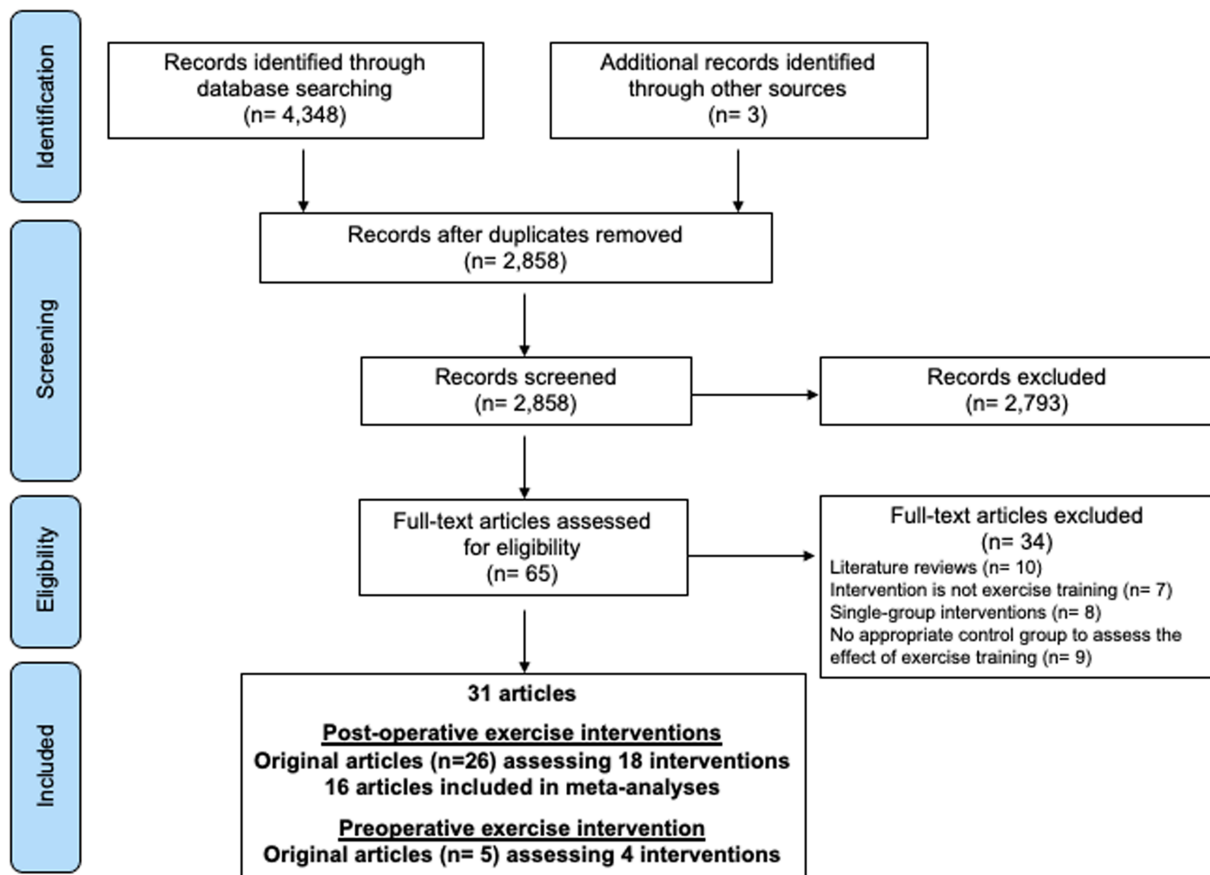 Identification
Records identified through
database searching
(n= 4,348)
Additional records identified
through other sources
(n= 3)
Screening
Records after duplicates removed
(n= 2,858)
Records screened
(n= 2,858)
Records excluded
(n= 2,793)
Eligibility
Full-text articles assessed
for eligibility
(n= 65)
Full-text articles excluded
(n= 34)
Literature reviews (n= 10)
Intervention is not exercise training (n= 7)
Single-group interventions (n= 8)
No appropriate control group to assess the
effect of exercise training (n= 9)
Included
31 articles
Post-operative exercise interventions
Original articles (n=26) assessing 18 interventions
16 articles included in meta-analyses
Preoperative exercise intervention
Original articles (n= 5) assessing 4 interventions